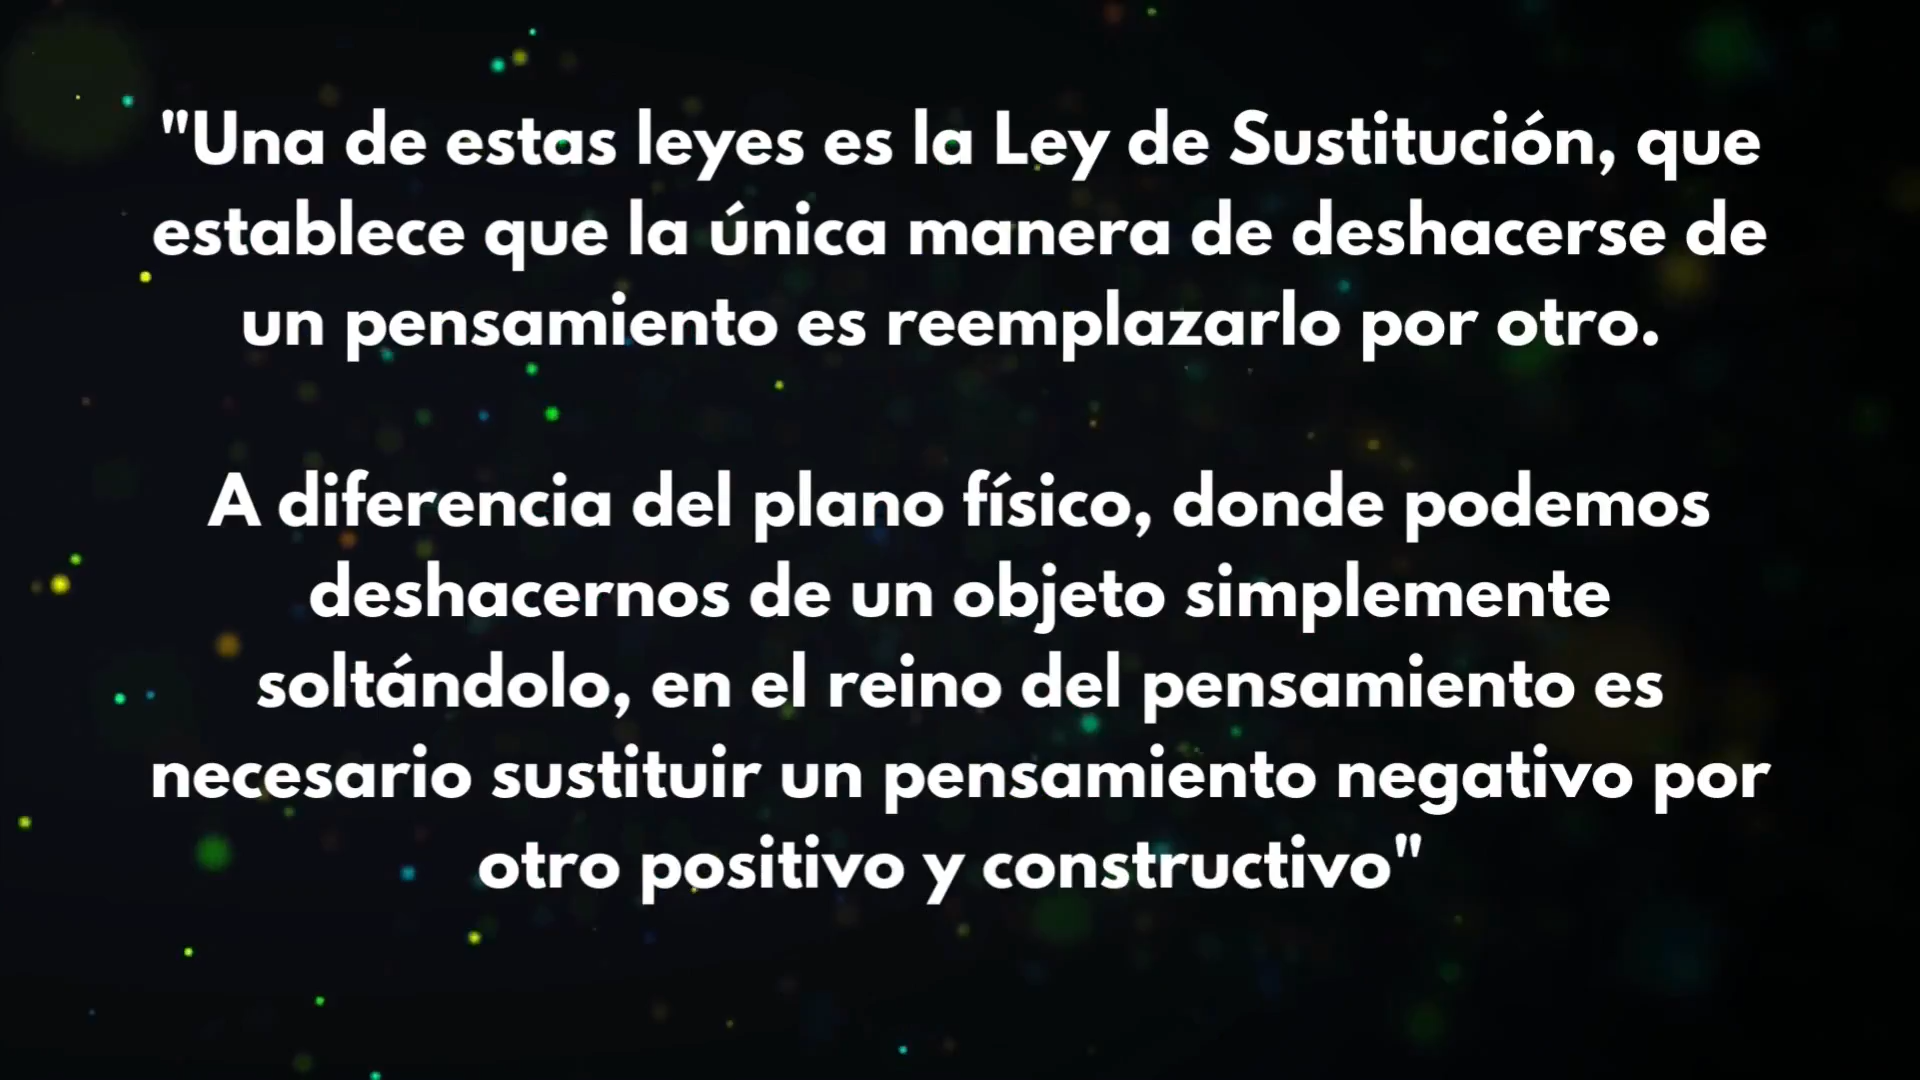 "Una de estas leyes es la Ley de Sustitución, que
establece que la única manera de deshacerse de
un pensamiento es reemplazarlo por otro.
A diferencia del plano físico, donde podemos
deshacernos de un objeto simplemente
soltándolo, en el reino del pensamiento es
necesario sustituir un pensamiento negativo por
otro positivo y constructivo"